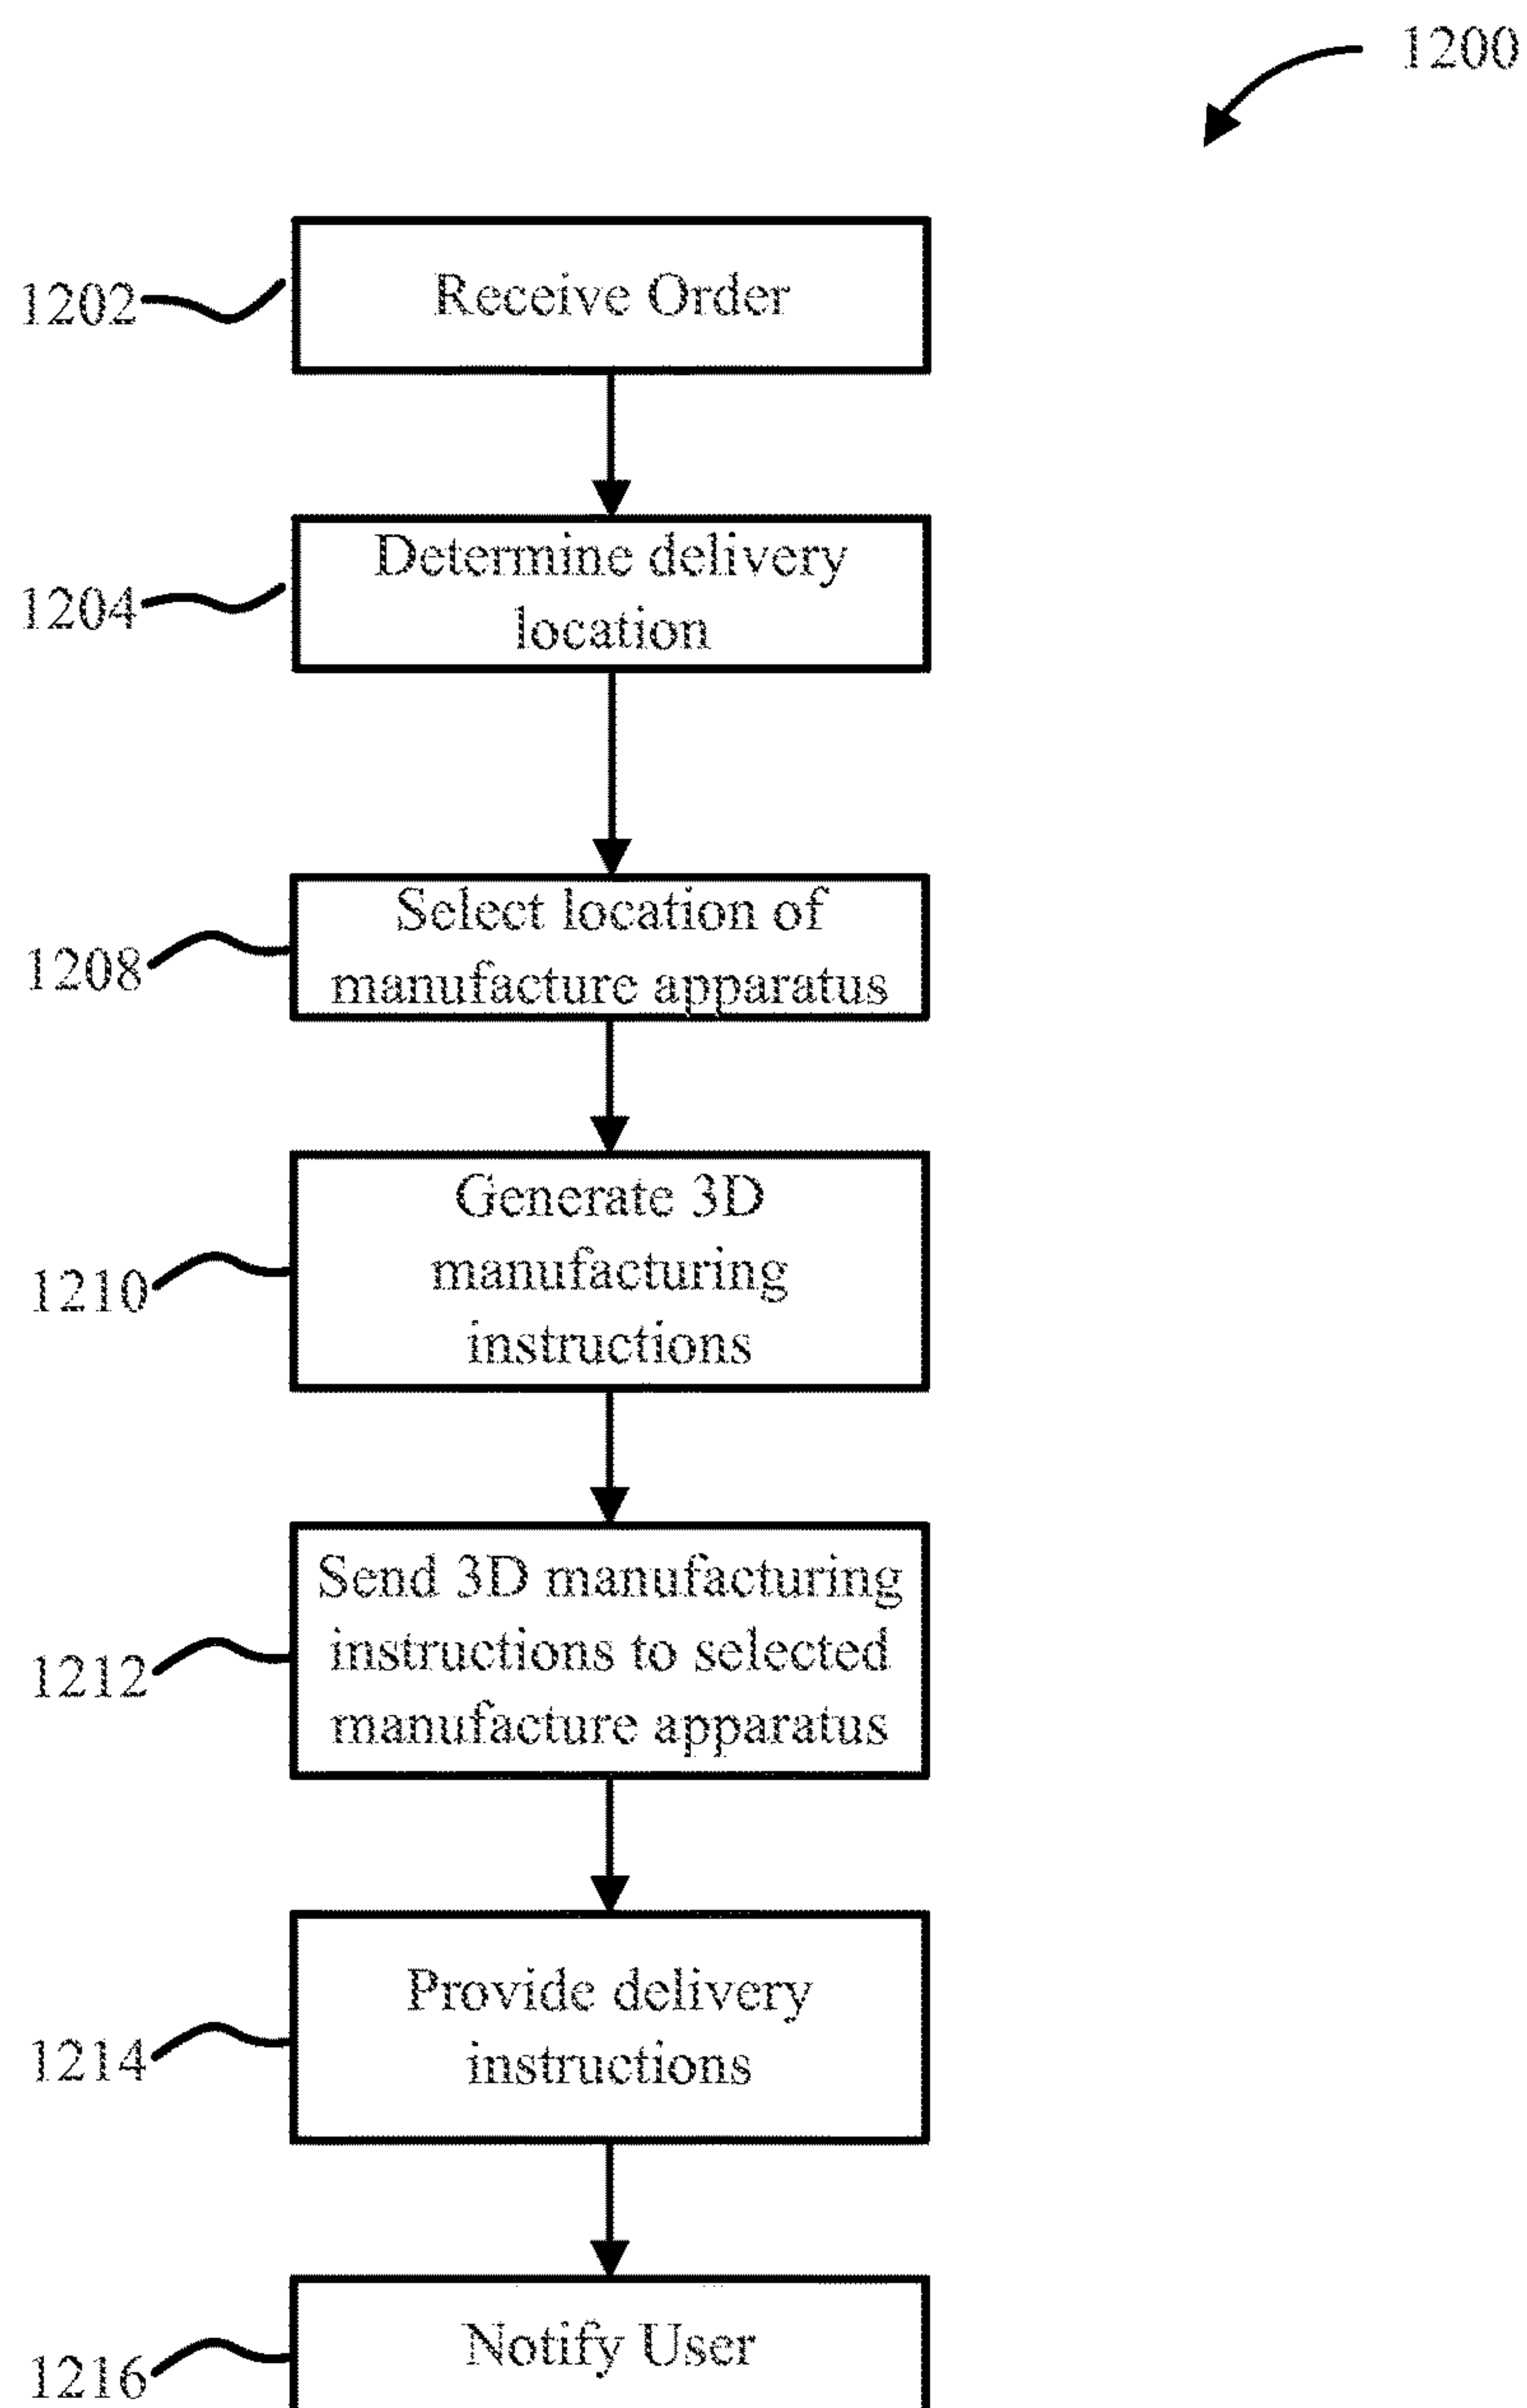 1200
1202
Receive Order
1204
Determine delivery
location
1208
Select location of
manufacture apparatus
1210
Generate 3D
manufacturing
instructions
1212
Send 3D manufacturing
instructions to selected
manufacture apparatus
1214
Provide delivery
instructions
1216
Notify User